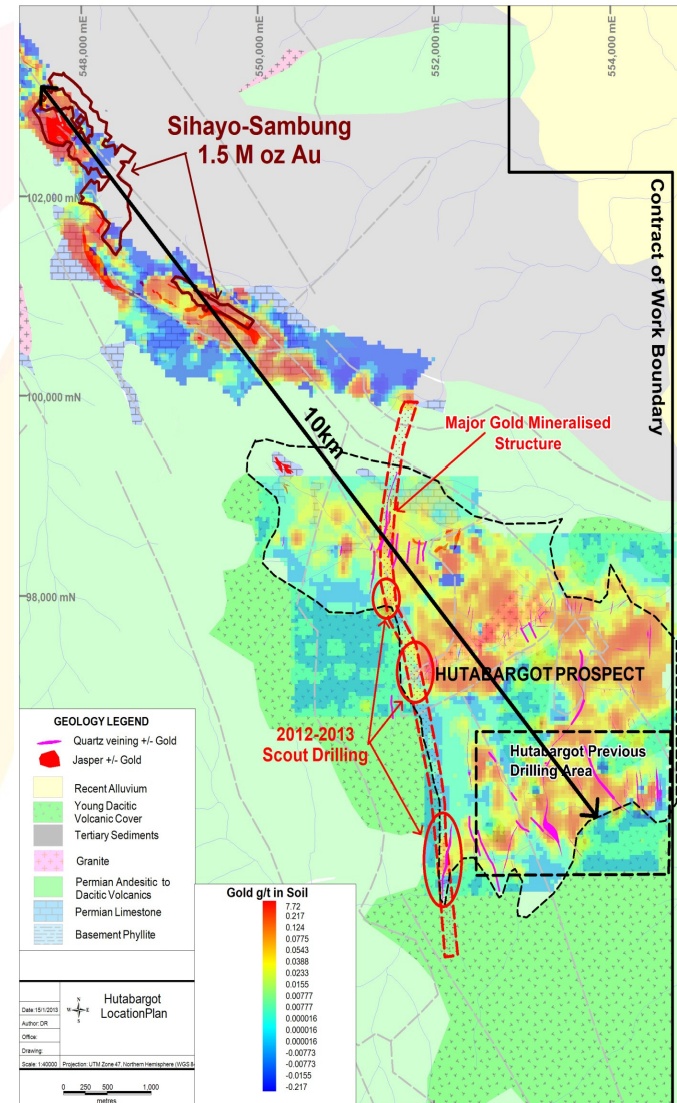 548,000 mE
550,000 mE
552,000 mE
554,000 mE
Sihayo-Sambung
1.5 M oz Au
102,000 mN
Contract of Work Boundary
100,000 mN
10km
Major Gold Mineralised
Structure
98,000 mN
HUTABARGOT PROSPECT
2012-2013
Scout Drilling
Hutabargot Previous
Drilling Area
GEOLOGY LEGEND
Quartz veining +/- Gold
Jasper +/- Gold
Recent Alluvium
Young Dacitic
Volcanic Cover
Tertiary Sediments
Granite
Permian Andesitic to
Dacitic Volcanics
Permian Limestone
Basement Phyllite
Gold g/t in Soil
7.72
0.217
0.124
0.0775
0.0543
0.0388
0.0233
0.0155
0.00777
0.00777
0.000016
0.000016
-0.00773
-0.00773
-0.0155
-0.217
Hutabargot
LocationPlan
N
W E
S
Date:15/1/2013
Author: DR
Office:
Drawing:
Scale: 1:40000 Projection: UTM Zone 47, Northern Hemisphere (WGS 8
0 250 500 1,000
metres